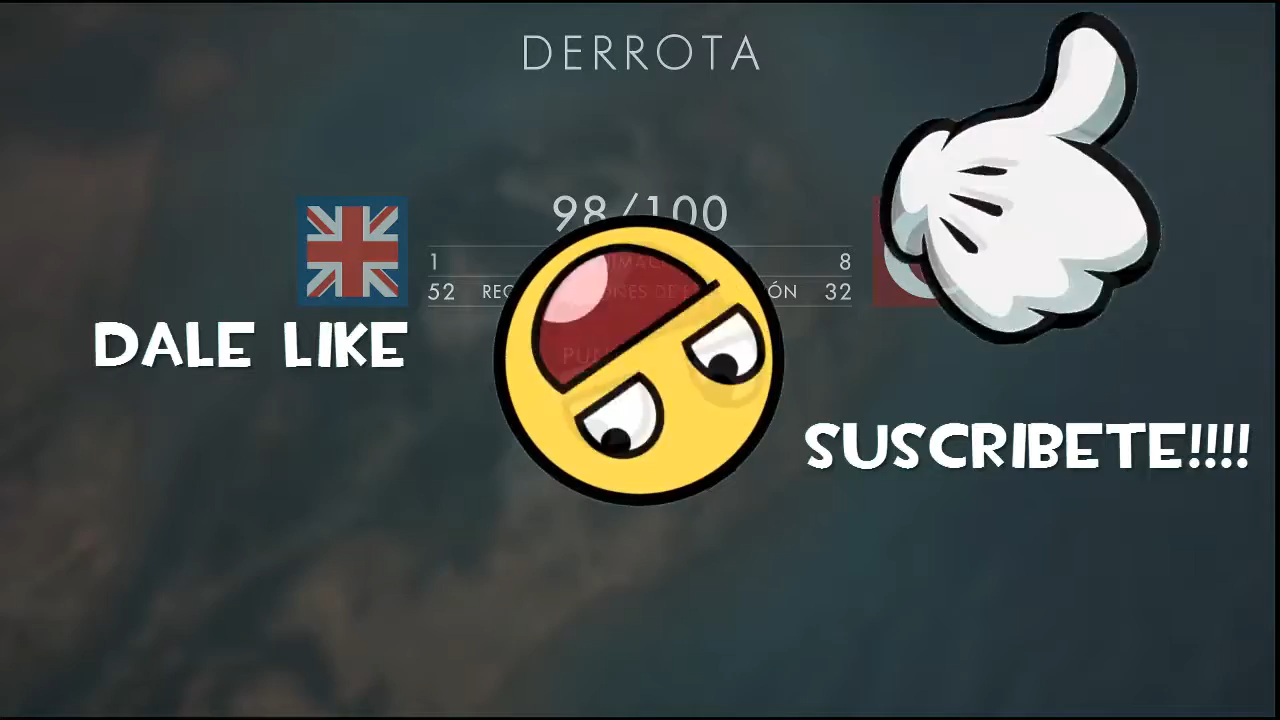 DERROTA
98/100
1 8
52 32
DALE LIKE
SUSCRIBETE!!!!